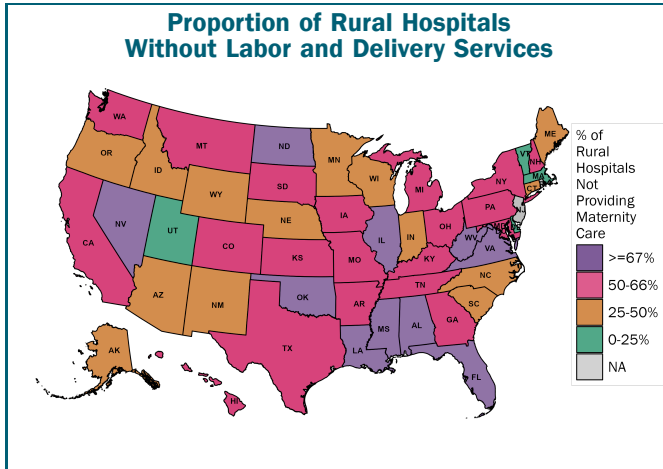 Proportion of Rural Hospitals
Without Labor and Delivery Services
WA
MT
ND
MN
ME
OR
ID
WY
SD
WI
MI
NY
VT
NH
MA
CT
NV
UT
CO
NE
IA
IL
IN
OH
PA
CA
KS
MO
KY
WV
VA
AZ
NM
OK
AR
TN
NC
SC
TX
LA
MS
AL
GA
FL
AK
HI
% of
Rural
Hospitals
Not
Providing
Maternity
Care
>=67%
50-66%
25-50%
0-25%
NA